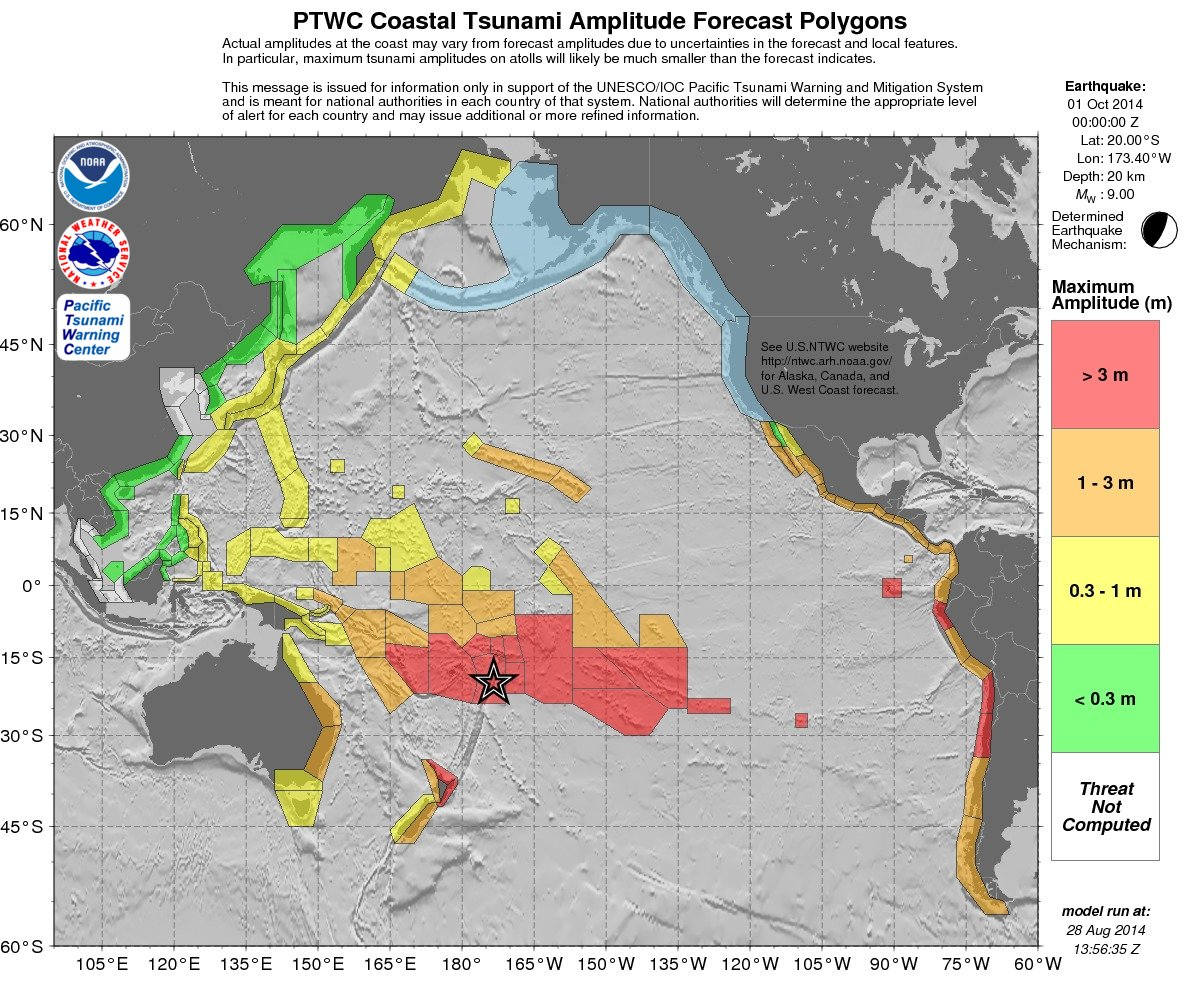 PTWC Coastal Tsunami Amplitude Forecast Polygons
Actual amplitudes at the coast may vary from forecast amplitudes due to uncertainties in the forecast and local features.
In particular, maximum tsunami amplitudes on atolls will likely be much smaller than the forecast indicates.
This message is issued for information only in support of the UNESCO/IOC Pacific Tsunami Warning and Mitigation System
and is meant for national authorities in each country of that system. National authorities will determine the appropriate level
of alert for each country and may issue additional or more refined information.
Earthquake:
01 Oct 2014
00:00:00 Z
Lat: 20.00°S
Lon: 173.40°W
Depth: 20 km
Mw : 9.00
Determined
Earthquake
Mechanism:
NATIONAL OCEANIC AND ATMOSPHERIC ADMINISTRATION
NOAA
U.S. DEPARTMENT OF COMMERCE
NATIONAL WEATHER SERVICE
Pacific
Tsunami
Warning
Center
See U.S.NTWC website
http://ntwc.arh.noaa.gov/
for Alaska, Canada, and
U.S. West Coast forecast.
Maximum
Amplitude (m)
> 3 m
1 - 3 m
0.3 - 1 m
< 0.3 m
Threat
Not
Computed
model run at:
28 Aug 2014
13:56:35 Z
60°N
45°N
30°N
15°N
0°
15°S
30°S
45°S
60°S
105°E 120°E 135°E 150°E 165°E 180° 165°W 150°W 135°W 120°W 105°W 90°W 75°W 60°W